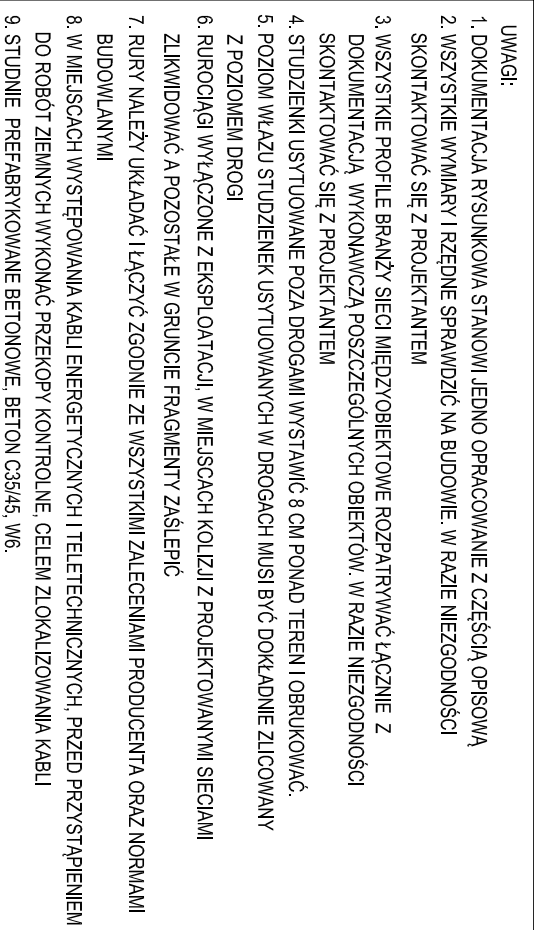 UWAGI:
1. DOKUMENTACJA RYSUNKOWA STANOWI JEDNO OPRACOWANIE Z CZĘŚCIĄ OPISOWĄ
2. WSZYSTKIE WYMIARY I RZĘDNE SPRAWDZIĆ NA BUDOWIE. W RAZIE NIEZGODNOŚCI
SKONTAKTOWAĆ SIĘ Z PROJEKTANTEM
3. WSZYSTKIE PROFILE BRANŻY SIECI MIĘDZYOBIEKTOWE ROZPATRYWAĆ ŁĄCZNIE Z
DOKUMENTACJĄ WYKONAWCZĄ POSZCZEGÓLNYCH OBIEKTÓW. W RAZIE NIEZGODNOŚCI
SKONTAKTOWAĆ SIĘ Z PROJEKTANTEM
4. STUDZIENKI USYTUOWANE POZA DROGAMI WYSTAWIĆ 8 CM PONAD TEREN I OBRUKOWAĆ.
5. POZIOM WŁAZU STUDZIENEK USYTUOWANYCH W DROGACH MUSI BYĆ DOKŁADNIE ZLICOWANY
Z POZIOMEM DROGI
6. RUROCIĄGI WYŁĄCZONE Z EKSPLOATACJI, W MIEJSCACH KOLIZJI Z PROJEKTOWANYMI SIECIAMI
ZLIKWIDOWAĆ A POZOSTAŁE W GRUNCIE FRAGMENTY ZAŚLEPIĆ
7. RURY NALEŻY UKŁADAĆ I ŁĄCZYĆ ZGODNIE ZE WSZYSTKIMI ZALECENIAMI PRODUCENTA ORAZ NORMAMI
BUDOWLANYMI
8. W MIEJSCACH WYSTĘPOWANIA KABLI ENERGETYCZNYCH I TELETECHNICZNYCH, PRZED PRZYSTĄPIENIEM
DO ROBÓT ZIEMNYCH WYKONAĆ PRZEKOPY KONTROLNE, CELEM ZLOKALIZOWANIA KABLI
9. STUDNIE PREFABRYKOWANE BETONOWE, BETON C35/45, W6.